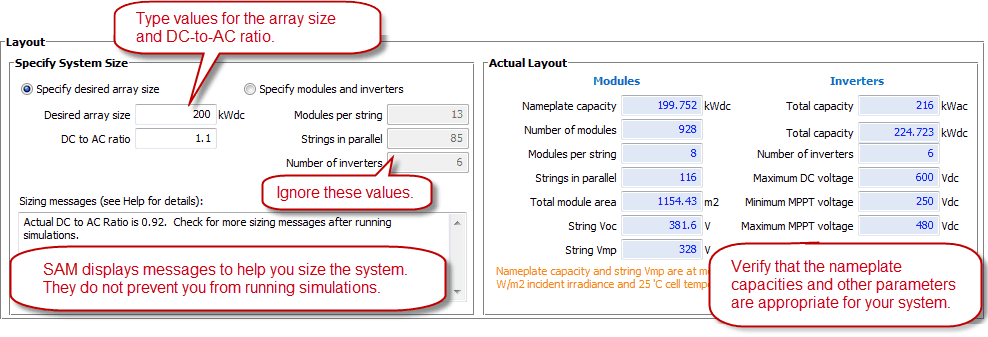 Type values for the array size
and DC-to-AC ratio.
Layout
Specify System Size
Specify desired array size
Specify modules and inverters
Desired array size 200 kWdc
DC to AC ratio 1.1
Modules per string 13
Strings in parallel 85
Number of inverters 6
Ignore these values.
Sizing messages (see Help for details):
Actual DC to AC Ratio is 0.92. Check for more sizing messages after running
simulations.
SAM displays messages to help you size the system.
They do not prevent you from running simulations.
Actual Layout
Modules
Nameplate capacity 199.752 kWdc
Number of modules 928
Modules per string 8
Strings in parallel 116
Total module area 1154.43 m2
String Voc 381.6 V
String Vmp 328 V
Nameplate capacity and string Vmp are at
W/m2 incident irradiance and 25 'C cell
Inverters
Total capacity 216 kWac
Total capacity 224.723 kWdc
Number of inverters 6
Maximum DC voltage 600 Vdc
Minimum MPPT voltage 250 Vdc
Maximum MPPT voltage 480 Vdc
Verify that the nameplate
capacities and other parameters
are appropriate for your system.